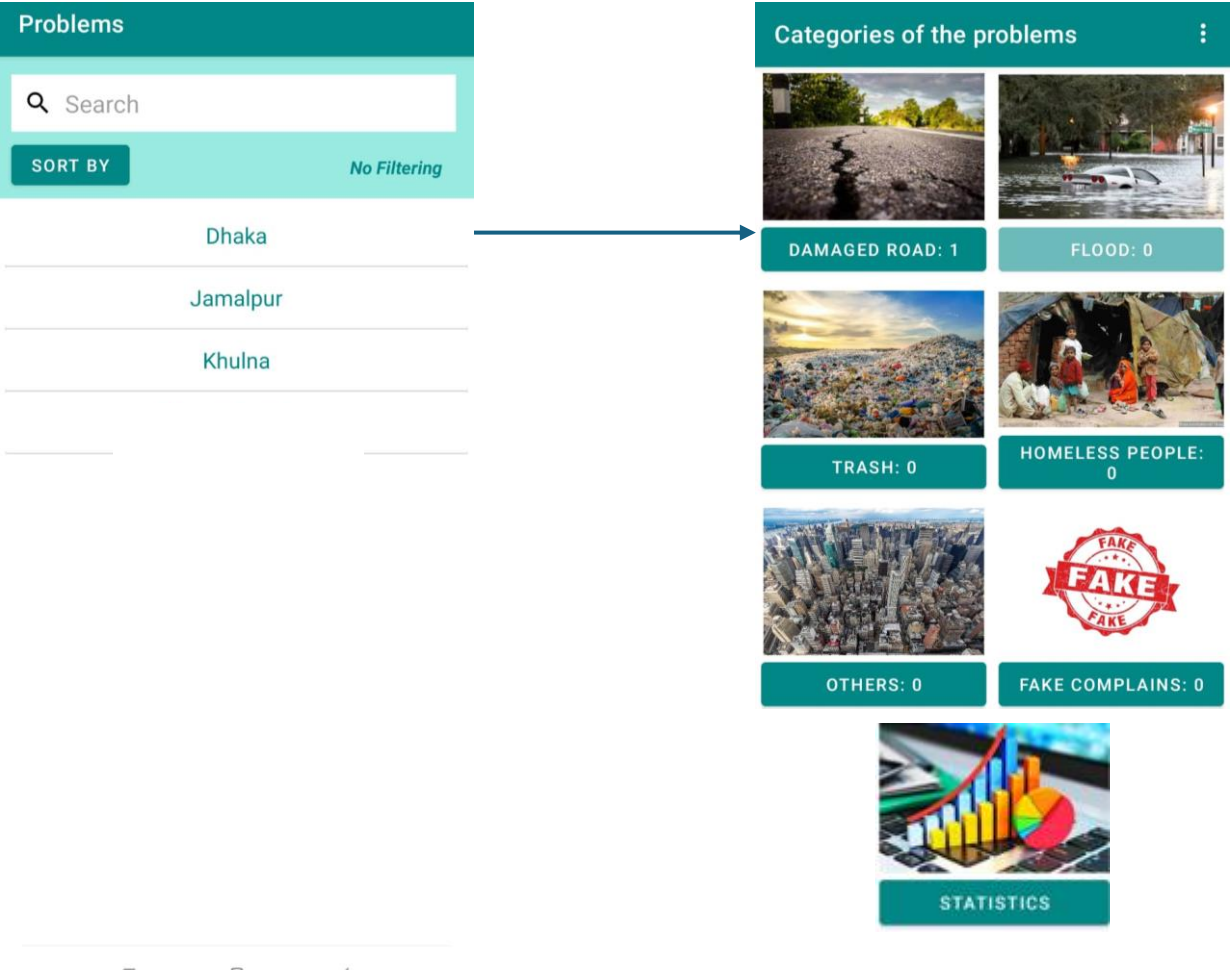 Problems
Search
SORT BY
No Filtering
Dhaka
Jamalpur
Khulna
Categories of the problems
DAMAGED ROAD: 1
FLOOD: 0
TRASH: 0
HOMELESS PEOPLE:
0
FAKE
FAKE
FAKE
OTHERS: 0
FAKE COMPLAINS: 0
STATISTICS